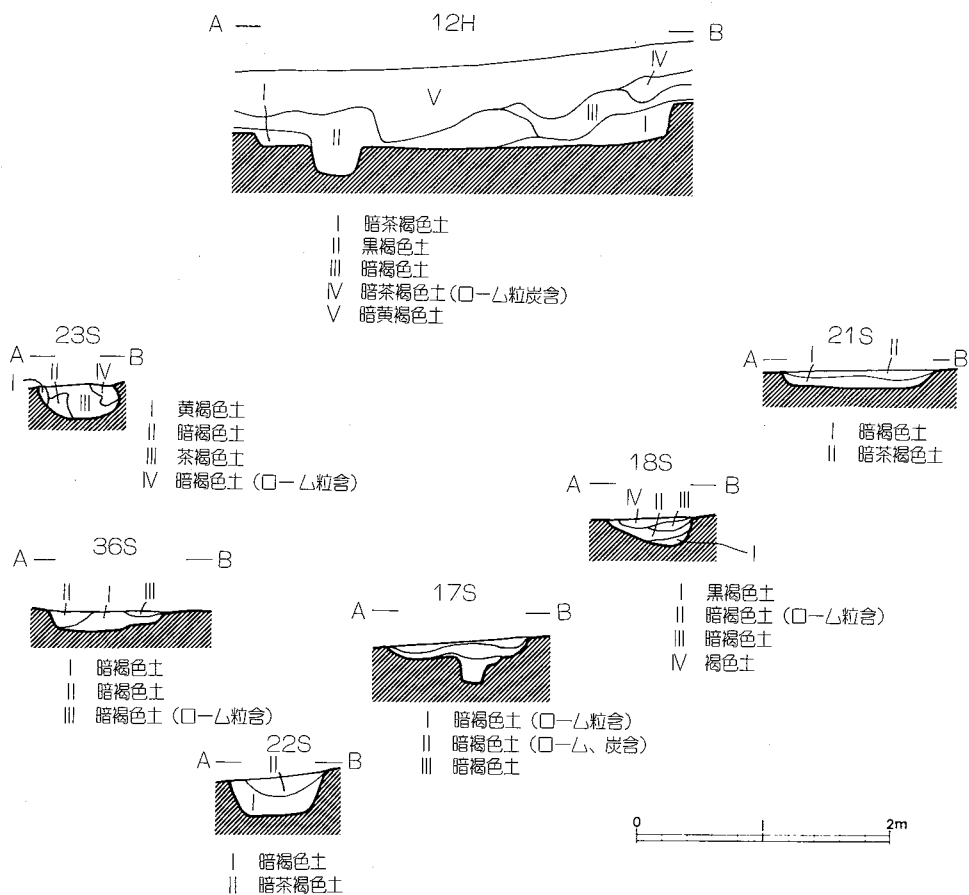 12H
A B
Ⅰ Ⅱ Ⅴ Ⅲ Ⅳ Ⅰ
Ⅰ 暗茶褐色土
Ⅱ 黒褐色土
Ⅲ 暗褐色土
Ⅳ 暗茶褐色土(ローム粒炭含)
Ⅴ 暗黄褐色土
23S
A B
Ⅰ Ⅱ Ⅲ Ⅳ
Ⅰ 黄褐色土
Ⅱ 暗褐色土
Ⅲ 茶褐色土
Ⅳ 暗褐色土(ローム粒含)
21S
A B
Ⅰ Ⅱ
Ⅰ 暗褐色土
Ⅱ 暗茶褐色土
18S
A B
Ⅳ Ⅱ Ⅲ Ⅰ
Ⅰ 黒褐色土
Ⅱ 暗褐色土(ローム粒含)
Ⅲ 暗褐色土
Ⅳ 褐色土
36S
A B
Ⅱ Ⅰ Ⅲ
Ⅰ 暗褐色土
Ⅱ 暗褐色土
Ⅲ 暗褐色土(ローム粒含)
17S
A B
Ⅰ 暗褐色土(ローム粒含)
Ⅱ 暗褐色土(ローム、炭含)
Ⅲ 暗褐色土
22S
A B
Ⅱ Ⅰ
Ⅰ 暗褐色土
Ⅱ 暗茶褐色土
0 1 2m